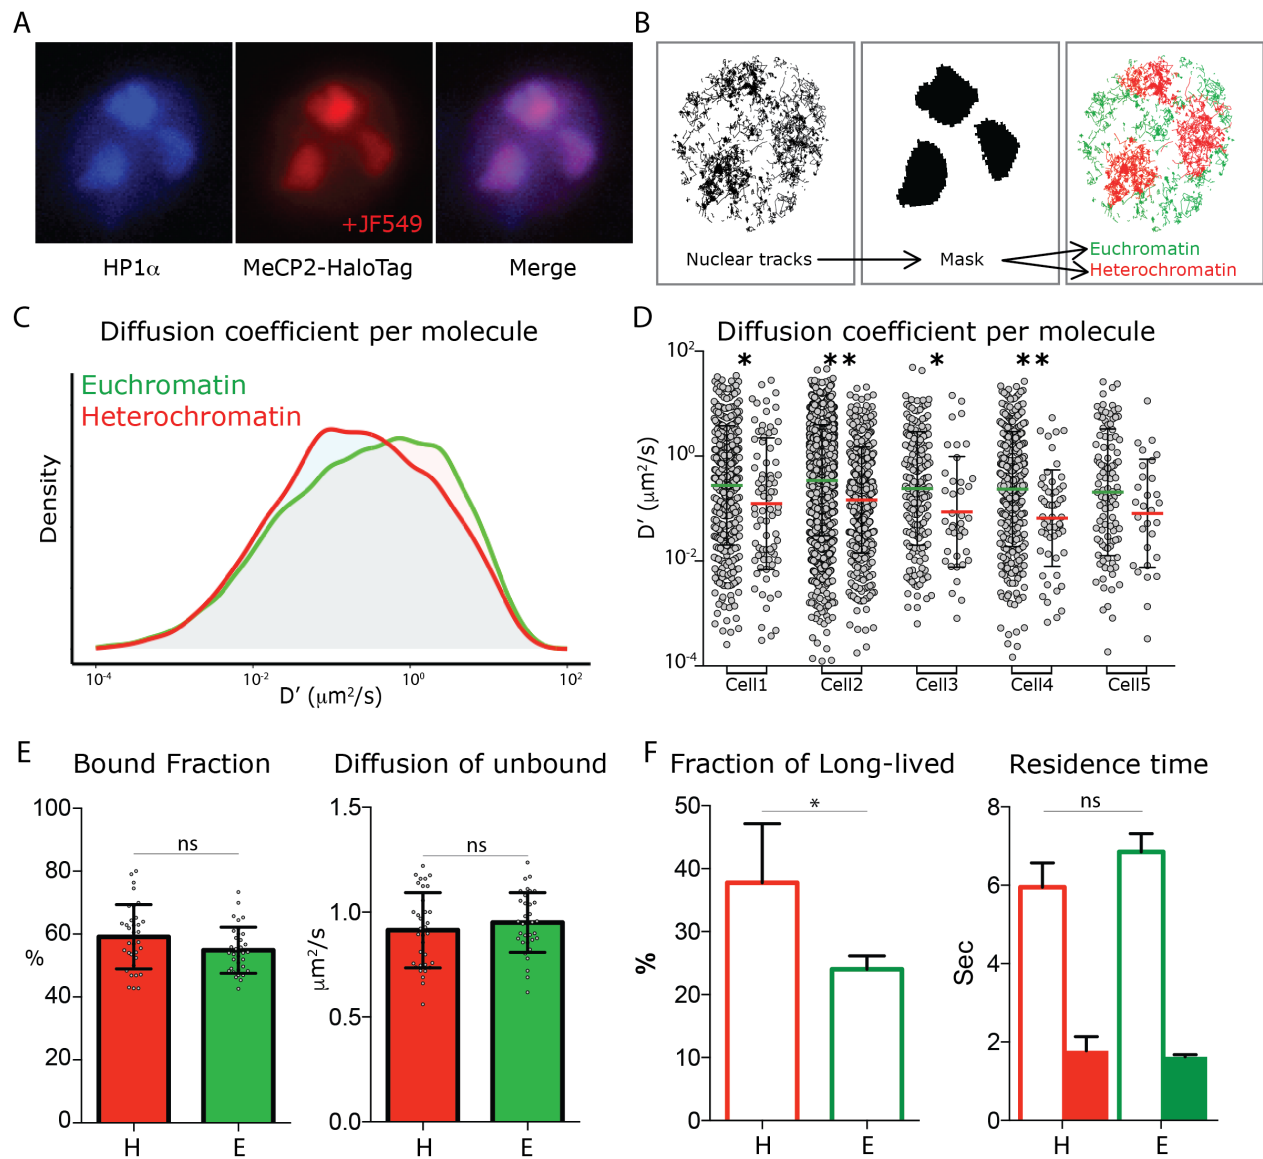 A
+JF549
HP1α
MeCP2-HaloTag
Merge
B
Nuclear tracks
Mask
Euchromatin
Heterochromatin
C
Diffusion coefficient per molecule
Euchromatin
Heterochromatin
Density
10⁻⁴
10⁻²
10⁰
10²
D′ (μm²/s)
D
Diffusion coefficient per molecule
*
**
*
**
D′ (μm²/s)
10²
10⁰
10⁻²
10⁻⁴
Cell1
Cell2
Cell3
Cell4
Cell5
E
Bound Fraction
%
100
80
60
40
20
0
ns
H
E
Diffusion of unbound
μm²/s
1.5
1.0
0.5
0.0
ns
H
E
F
Fraction of Long-lived
%
50
40
30
20
10
0
*
H
E
Residence time
Sec
8
6
4
2
0
ns
H
E